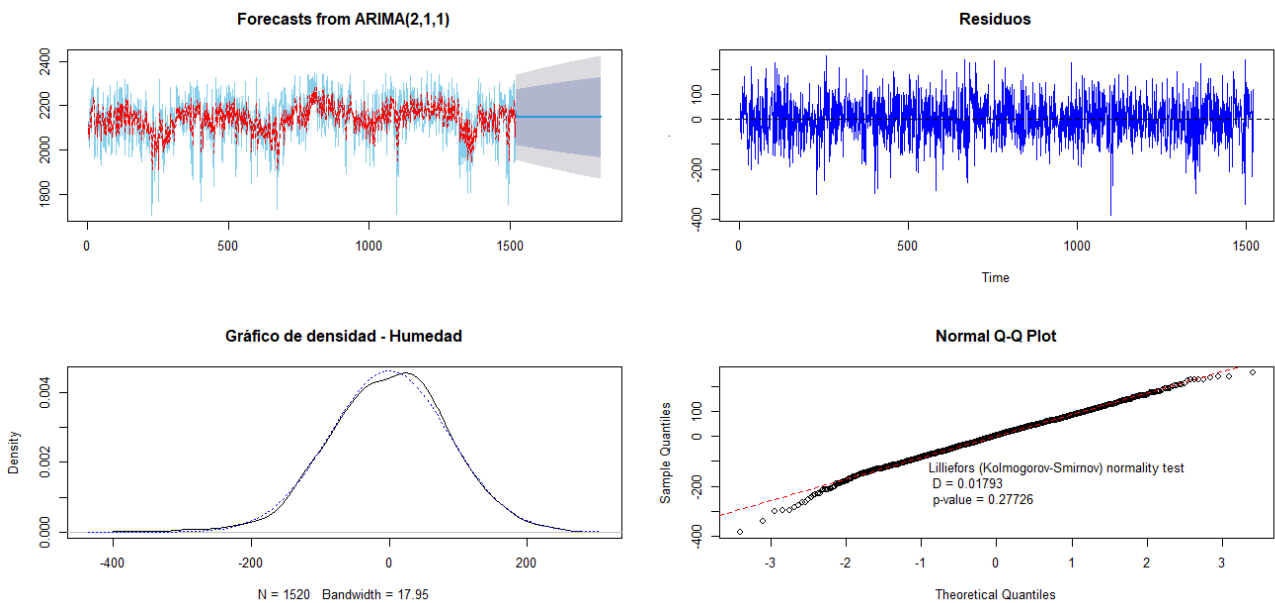 Forecasts from ARIMA(2,1,1)
2400
2200
2000
1800
0 500 1000 1500
Residuos
100
0
-200
-400
0 500 1000 1500
Time
Gráfico de densidad - Humedad
Density
0.004
0.002
0.000
-400 -200 0 200
N = 1520 Bandwidth = 17.95
Normal Q-Q Plot
Sample Quantiles
100
0
-200
-400
Lilliefors (Kolmogorov-Smirnov) normality test
D = 0.01793
p-value = 0.27726
-3 -2 -1 0 1 2 3
Theoretical Quantiles